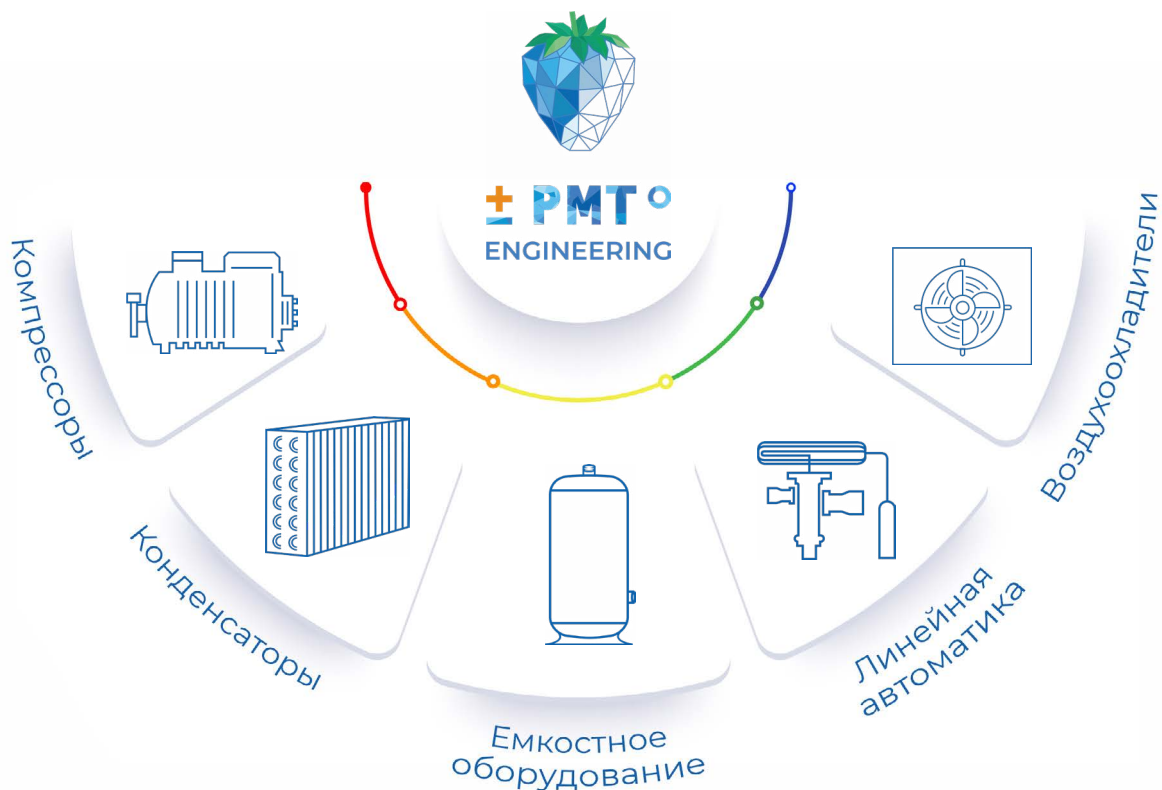 ± PMT°
ENGINEERING
Компрессоры
Конденсаторы
Емкостное
оборудование
Линейная
автоматика
Воздухоохладители